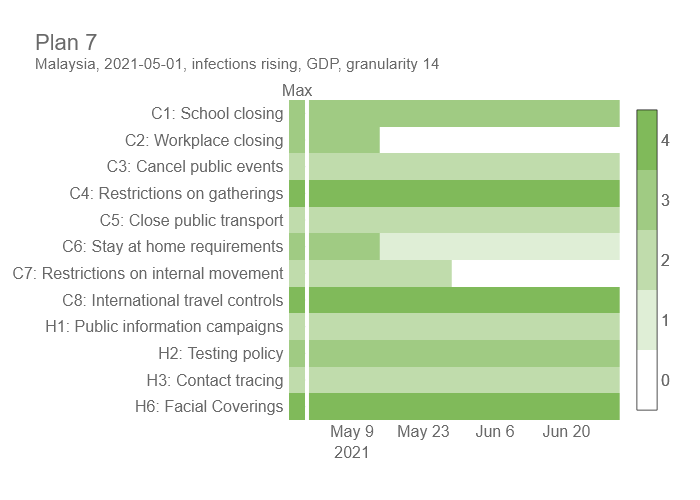 Plan 7
Malaysia, 2021-05-01, infections rising, GDP, granularity 14
Max
C1: School closing
C2: Workplace closing
C3: Cancel public events
C4: Restrictions on gatherings
C5: Close public transport
C6: Stay at home requirements
C7: Restrictions on internal movement
C8: International travel controls
H1: Public information campaigns
H2: Testing policy
H3: Contact tracing
H6: Facial Coverings
May 9 May 23 Jun 6 Jun 20
2021
4
3
2
1
0